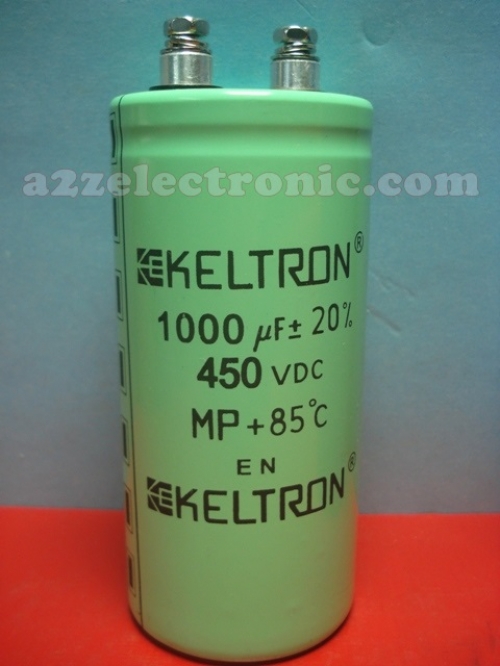 a2zelectronic.com
KELTRON®
1000 µF± 20%
450 VDC
MP +85°C
EN
KELTRON®